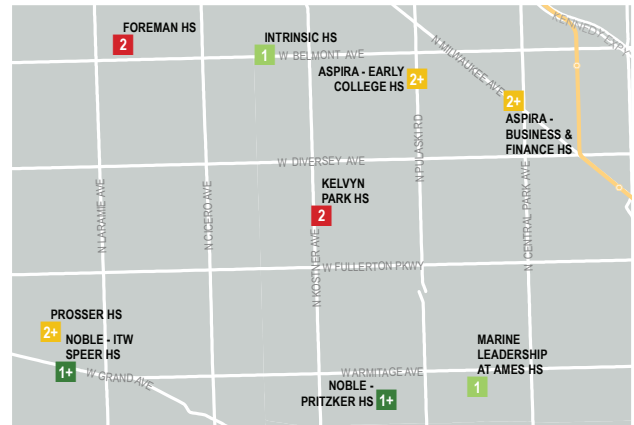 FOREMAN HS
2
INTRINSIC HS
1
W BELMONT AVE
KENNEDY EXPY
N MILWAUKEE AVE
ASPIRA - EARLY
COLLEGE HS
2+
2+
ASPIRA -
BUSINESS &
FINANCE HS
W DIVERSEY AVE
N PULASKI RD
N LARAMIE AVE
N CICERO AVE
KELVYN
PARK HS
2
N KOSTNER AVE
N CENTRAL PARK AVE
W FULLERTON PKWY
PROSSER HS
2+
NOBLE - ITW
SPEER HS
1+
W GRAND AVE
W ARMITAGE AVE
NOBLE -
PRITZKER HS
1+
MARINE
LEADERSHIP
AT AMES HS
1